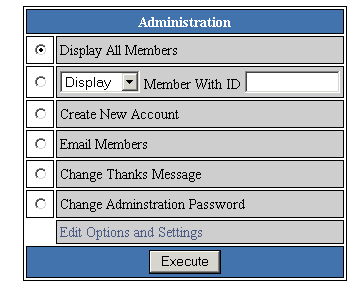 Administration
Display All Members
Display Member With ID
Create New Account
Email Members
Change Thanks Message
Change Adminstration Password
Edit Options and Settings
Execute